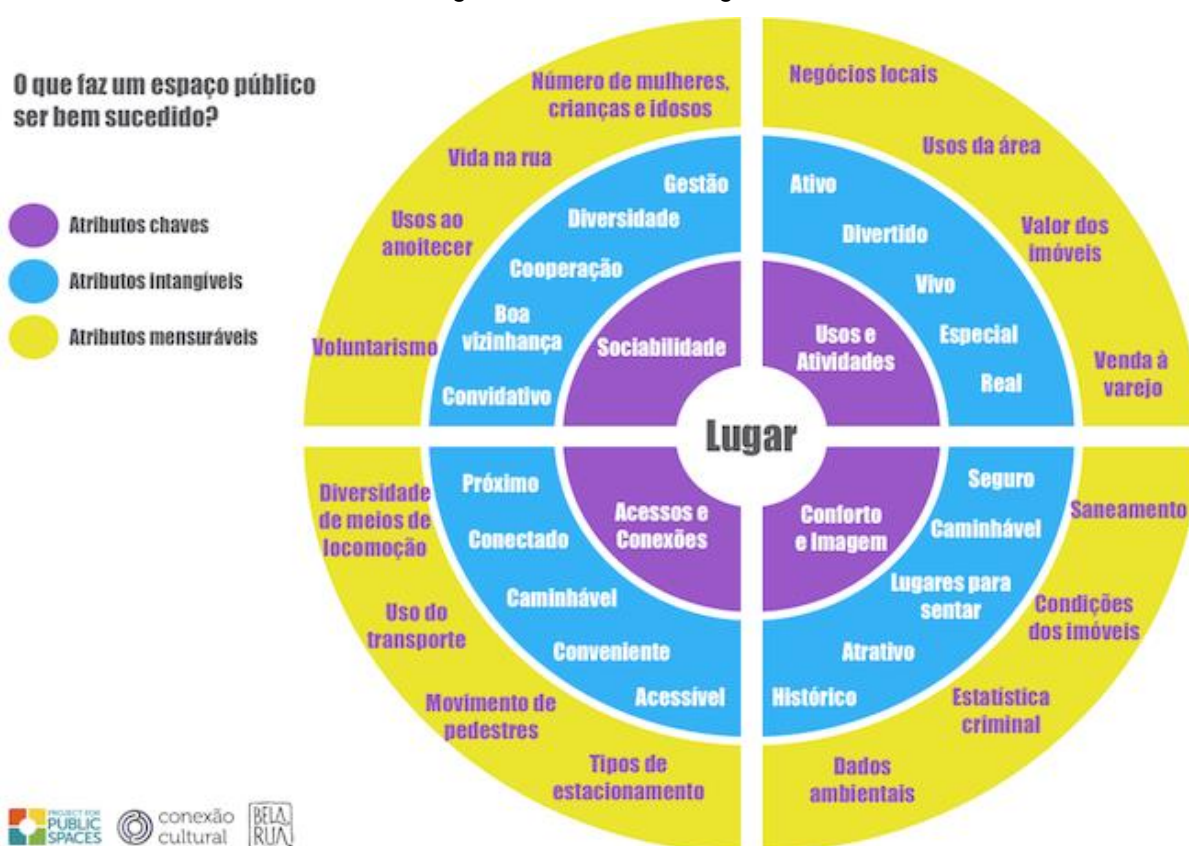 O que faz um espaço público
ser bem sucedido?
Atributos chaves
Atributos intangíveis
Atributos mensuráveis
Número de mulheres,
crianças e idosos
Vida na rua
Usos ao
anoitecer
Voluntarismo
Gestão
Diversidade
Cooperação
Boa
vizinhança
Convidativo
Sociabilidade
Negócios locais
Usos da área
Valor dos
imóveis
Venda à
varejo
Ativo
Divertido
Vivo
Especial
Real
Usos e
Atividades
Lugar
Diversidade
de meios de
locomoção
Uso do
transporte
Movimento de
pedestres
Tipos de
estacionamento
Próximo
Conectado
Caminhável
Conveniente
Acessível
Acessos e
Conexões
Conforto
e Imagem
Seguro
Caminhável
Lugares para
sentar
Atrativo
Histórico
Saneamento
Condições
dos imóveis
Estatística
criminal
Dados
ambientais
PROJECT FOR
PUBLIC
SPACES
conexão
cultural
BELA
RUA